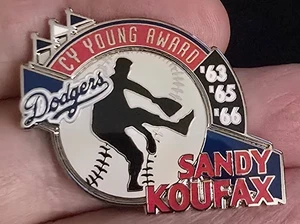 CY YOUNG AWARD
Dodgers
'63
'65
'66
SANDY
KOUFAX